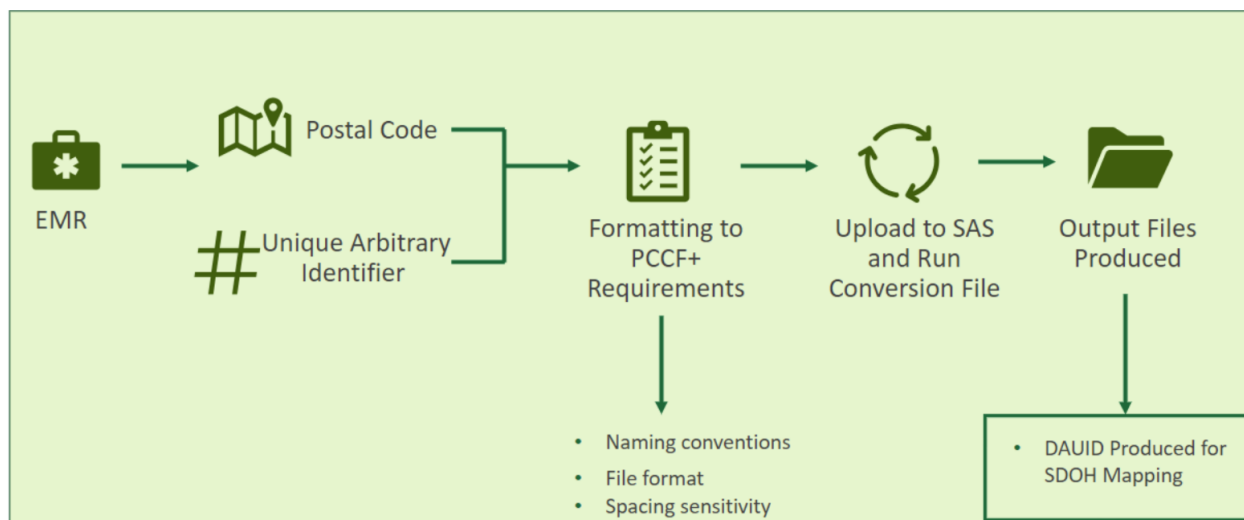 EMR
Postal Code
Unique Arbitrary
Identifier
Formatting to
PCCF+
Requirements
• Naming conventions
• File format
• Spacing sensitivity
Upload to SAS
and Run
Conversion File
Output Files
Produced
• DAUID Produced for
SDOH Mapping